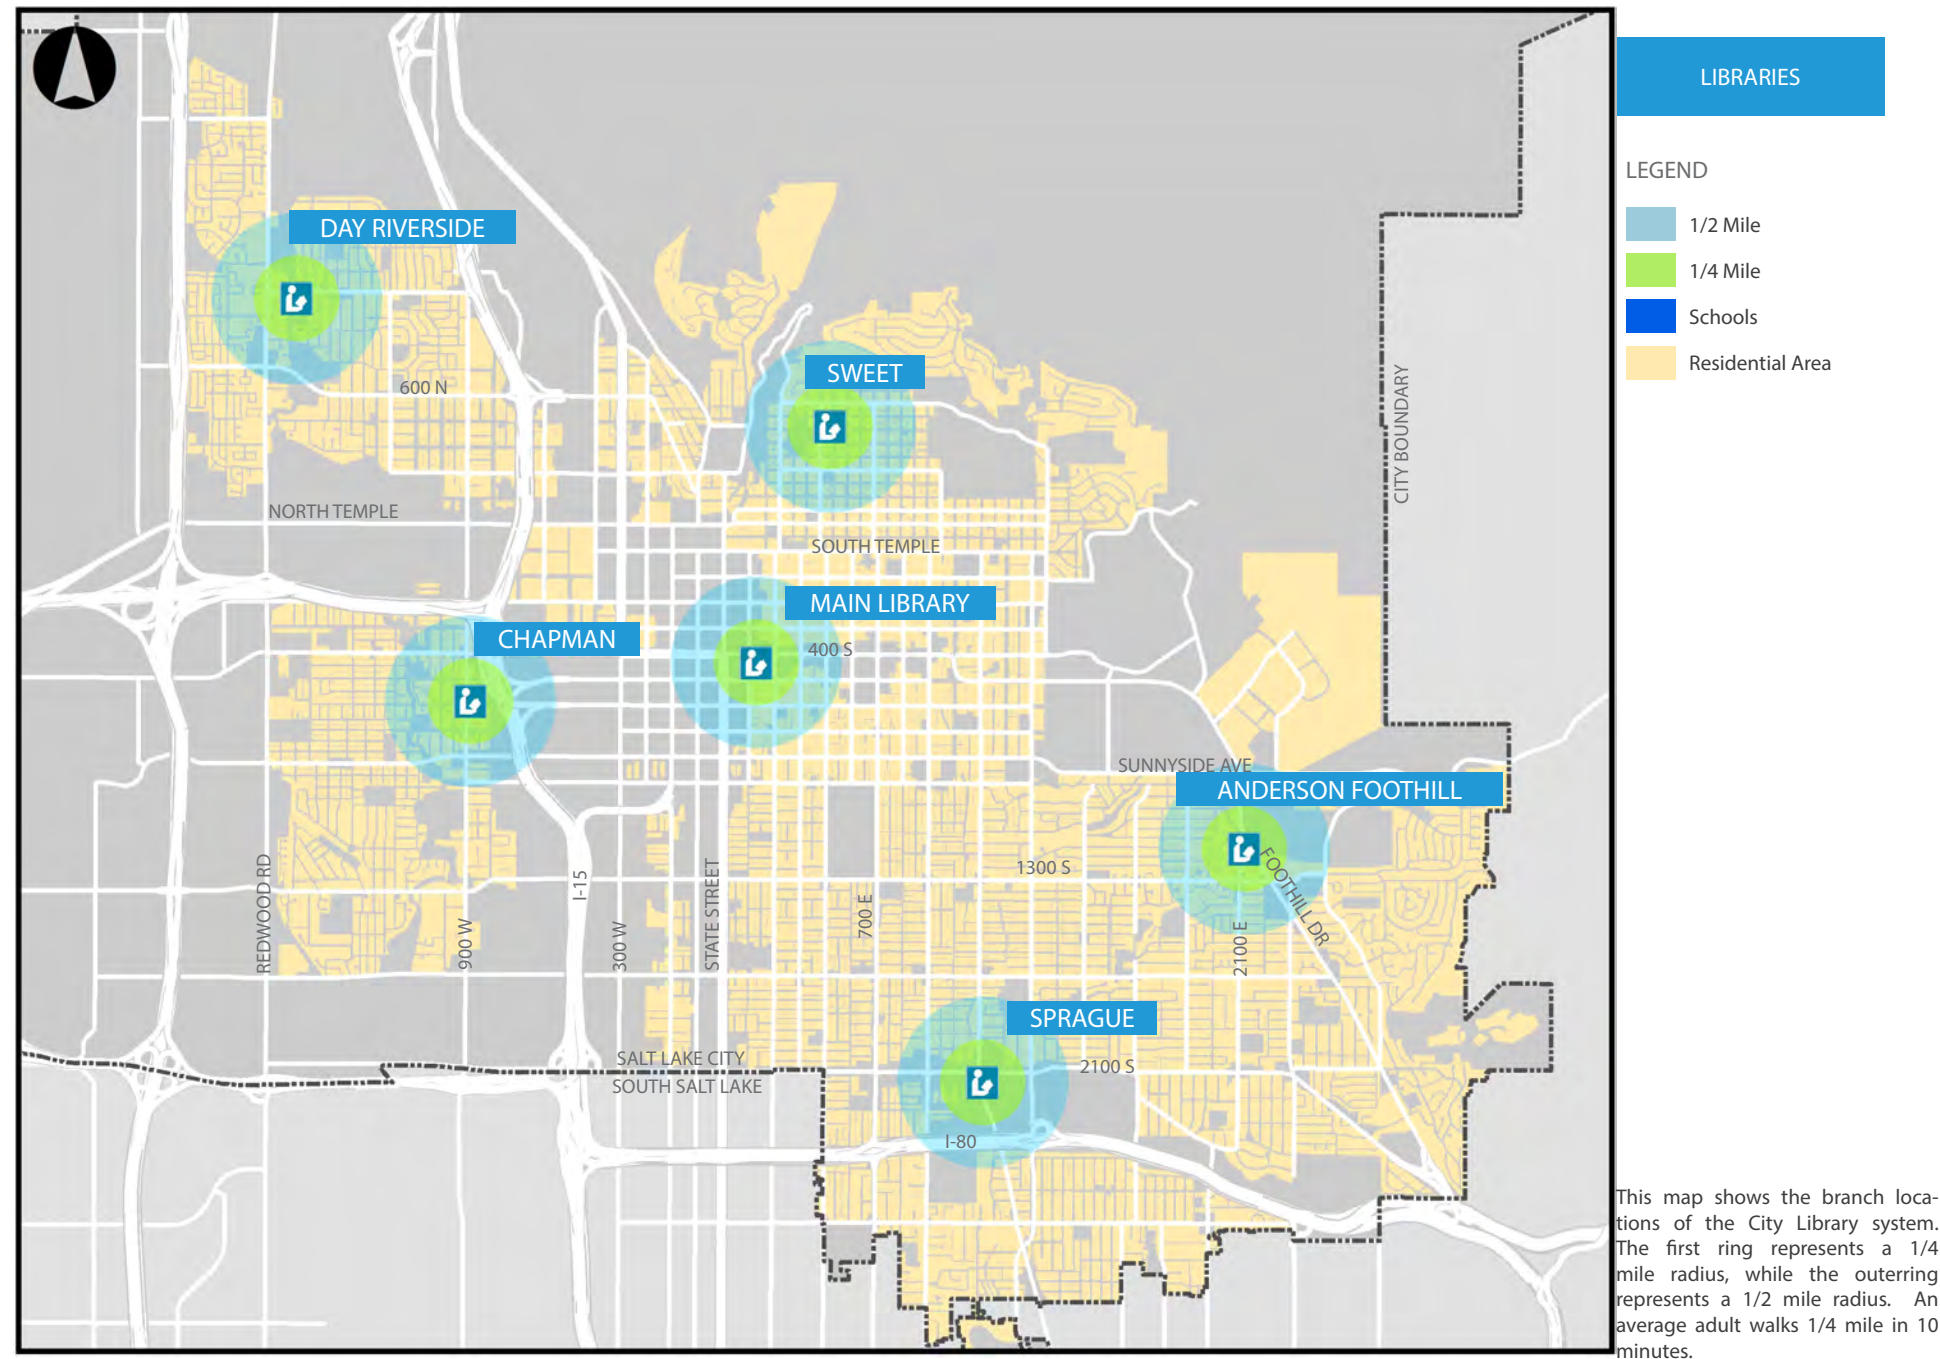 LIBRARIES
LEGEND
1/2 Mile
1/4 Mile
Schools
Residential Area
DAY RIVERSIDE
SWEET
600 N
CITY BOUNDARY
NORTH TEMPLE
SOUTH TEMPLE
MAIN LIBRARY
CHAPMAN
400 S
SUNNYSIDE AVE
ANDERSON FOOTHILL
1300 S
FOOTHILL DR
REDWOOD RD
900 W
I-15
300 W
STATE STREET
700 E
2100 E
SPRAGUE
SALT LAKE CITY
SOUTH SALT LAKE
2100 S
I-80
This map shows the branch loca-
tions of the City Library system.
The first ring represents a 1/4
mile radius, while the outerring
represents a 1/2 mile radius. An
average adult walks 1/4 mile in 10
minutes.